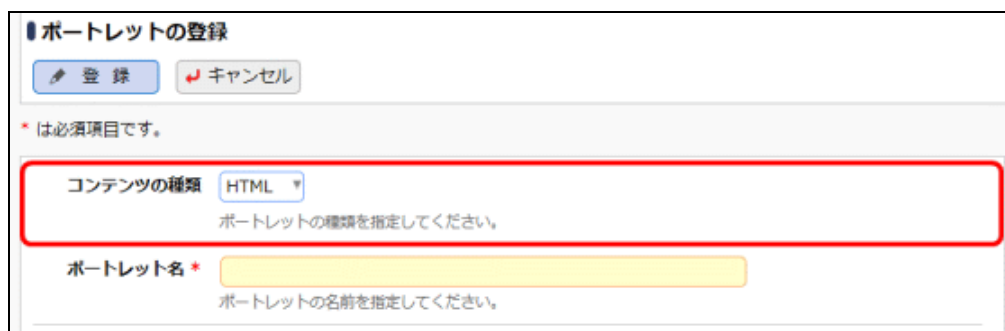 ポートレットの登録
登 録 キャンセル
* は必須項目です。
コンテンツの種類 HTML
ポートレットの種類を指定してください。
ポートレット名 *
ポートレットの名前を指定してください。